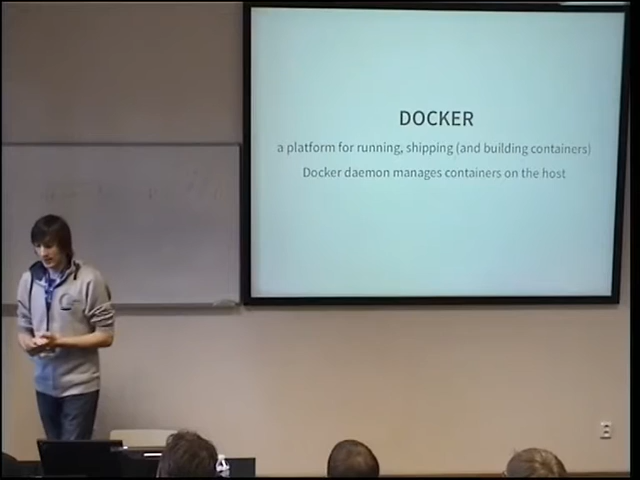 DOCKER
a platform for running, shipping (and building containers)
Docker daemon manages containers on the host